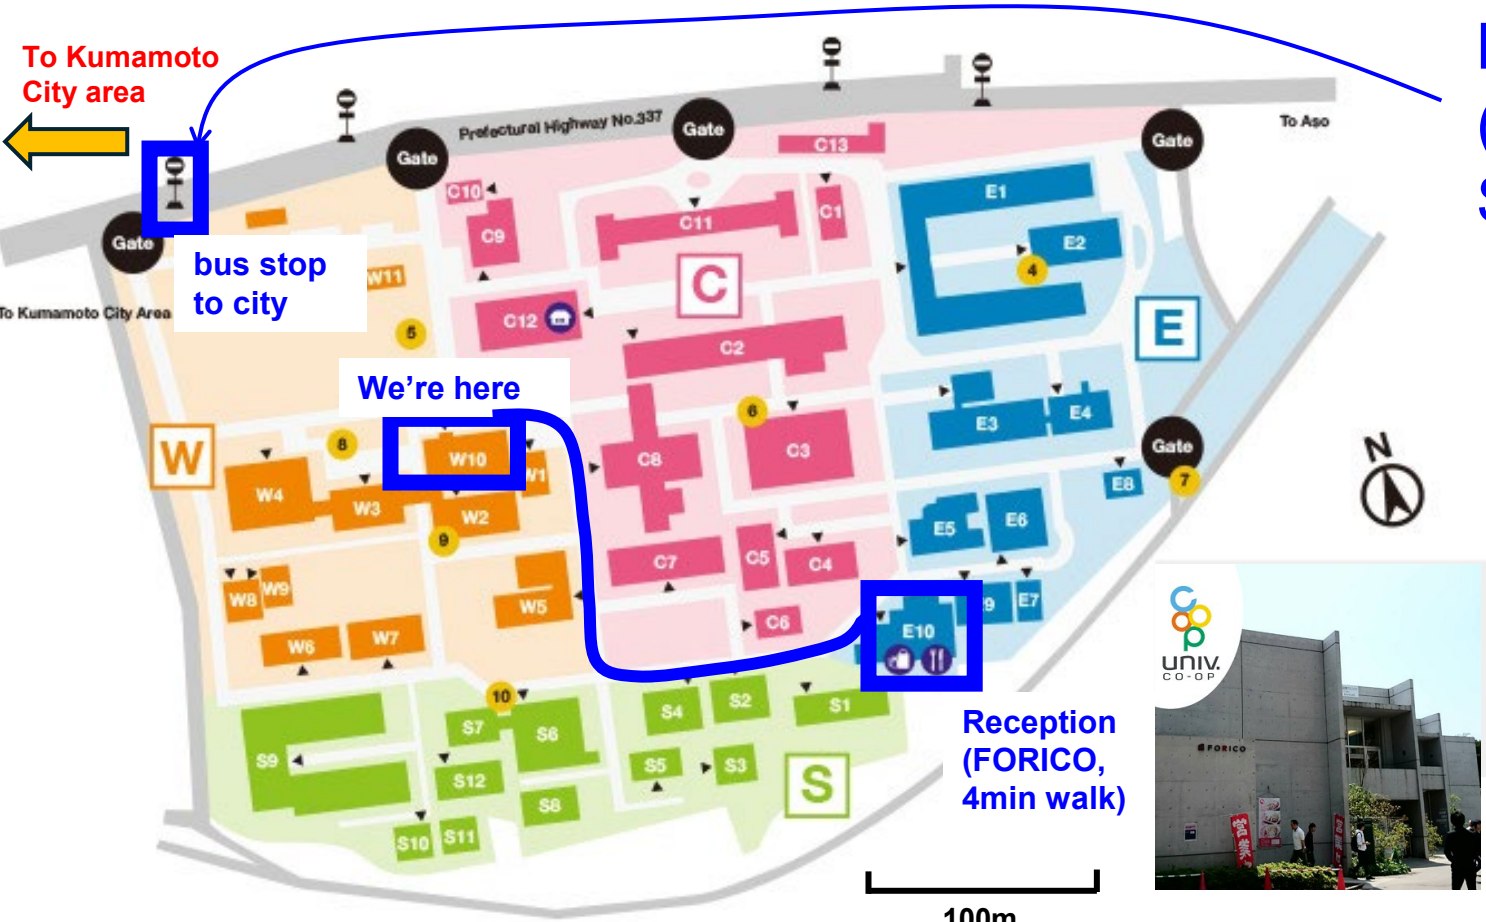 To Kumamoto
City area
Prefectural Highway No.337
To Aso
Gate
Gate
Gate
Gate
Gate
bus stop
to city
To Kumamoto City Area
C13
C10
C9
C11
C1
E1
E2
4
W11
5
C12
C
C2
E
We're here
W
8
W10
W1
6
C3
C8
E3
E4
Gate
7
N
W4
W3
W2
9
E8
E5
E6
C7
C5
C4
W8
W9
W5
C6
E10
E7
W6
W7
10
S7
S6
S4
S2
S1
S9
S12
S5
S3
S
S8
S10
S11
Reception
(FORICO,
4min walk)
100m
UNIV.
CO-OP
FORICO
営業